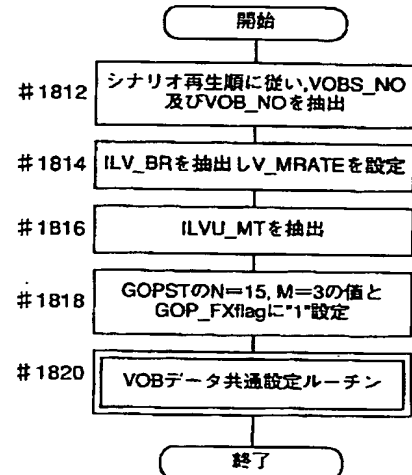 開始
#1812
シナリオ再生順に従い,VOBS_NO
及びVOB_NOを抽出
#1814
ILV_BRを抽出しV_MRATEを設定
#1816
ILVU_MTを抽出
#1818
GOPSTのN=15, M=3の値と
GOP_FXflagに"1"設定
#1820
VOBデータ共通設定ルーチン
終了